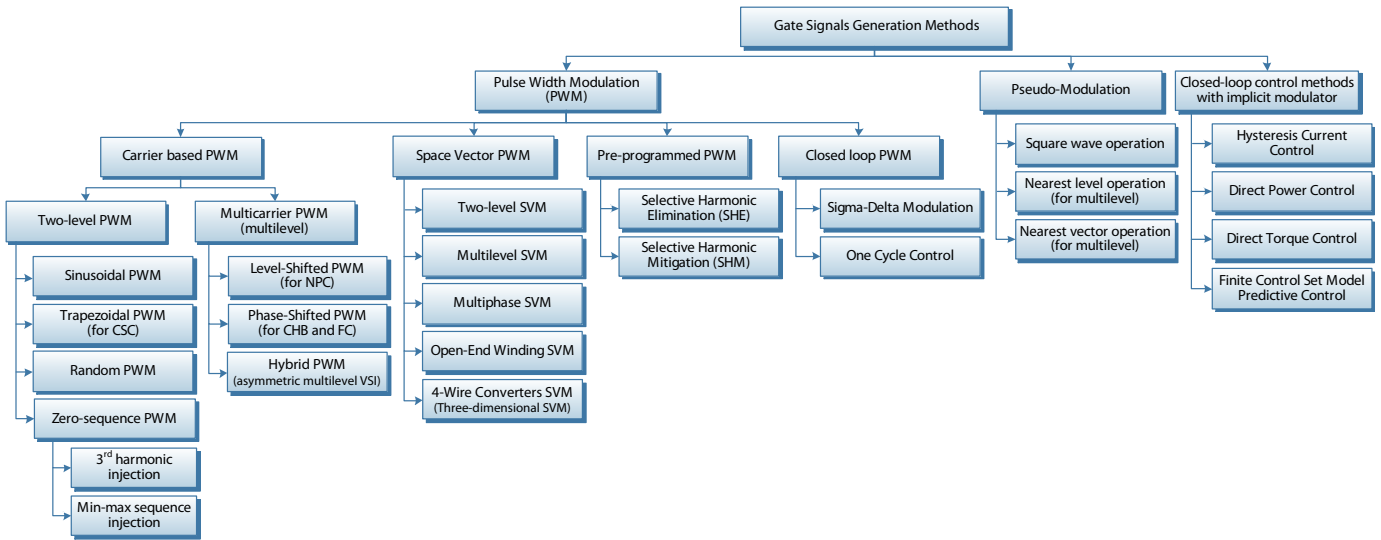 Gate Signals Generation Methods
Pulse Width Modulation
(PWM)
Pseudo-Modulation
Closed-loop control methods
with implicit modulator
Carrier based PWM
Space Vector PWM
Pre-programmed PWM
Closed loop PWM
Two-level PWM
Multicarrier PWM
(multilevel)
Sinusoidal PWM
Trapezoidal PWM
(for CSC)
Random PWM
Zero-sequence PWM
3rd harmonic
injection
Min-max sequence
injection
Level-Shifted PWM
(for NPC)
Phase-Shifted PWM
(for CHB and FC)
Hybrid PWM
(asymmetric multilevel VSI)
Two-level SVM
Multilevel SVM
Multiphase SVM
Open-End Winding SVM
4-Wire Converters SVM
(Three-dimensional SVM)
Selective Harmonic
Elimination (SHE)
Selective Harmonic
Mitigation (SHM)
Sigma-Delta Modulation
One Cycle Control
Square wave operation
Nearest level operation
(for multilevel)
Nearest vector operation
(for multilevel)
Hysteresis Current
Control
Direct Power Control
Direct Torque Control
Finite Control Set Model
Predictive Control